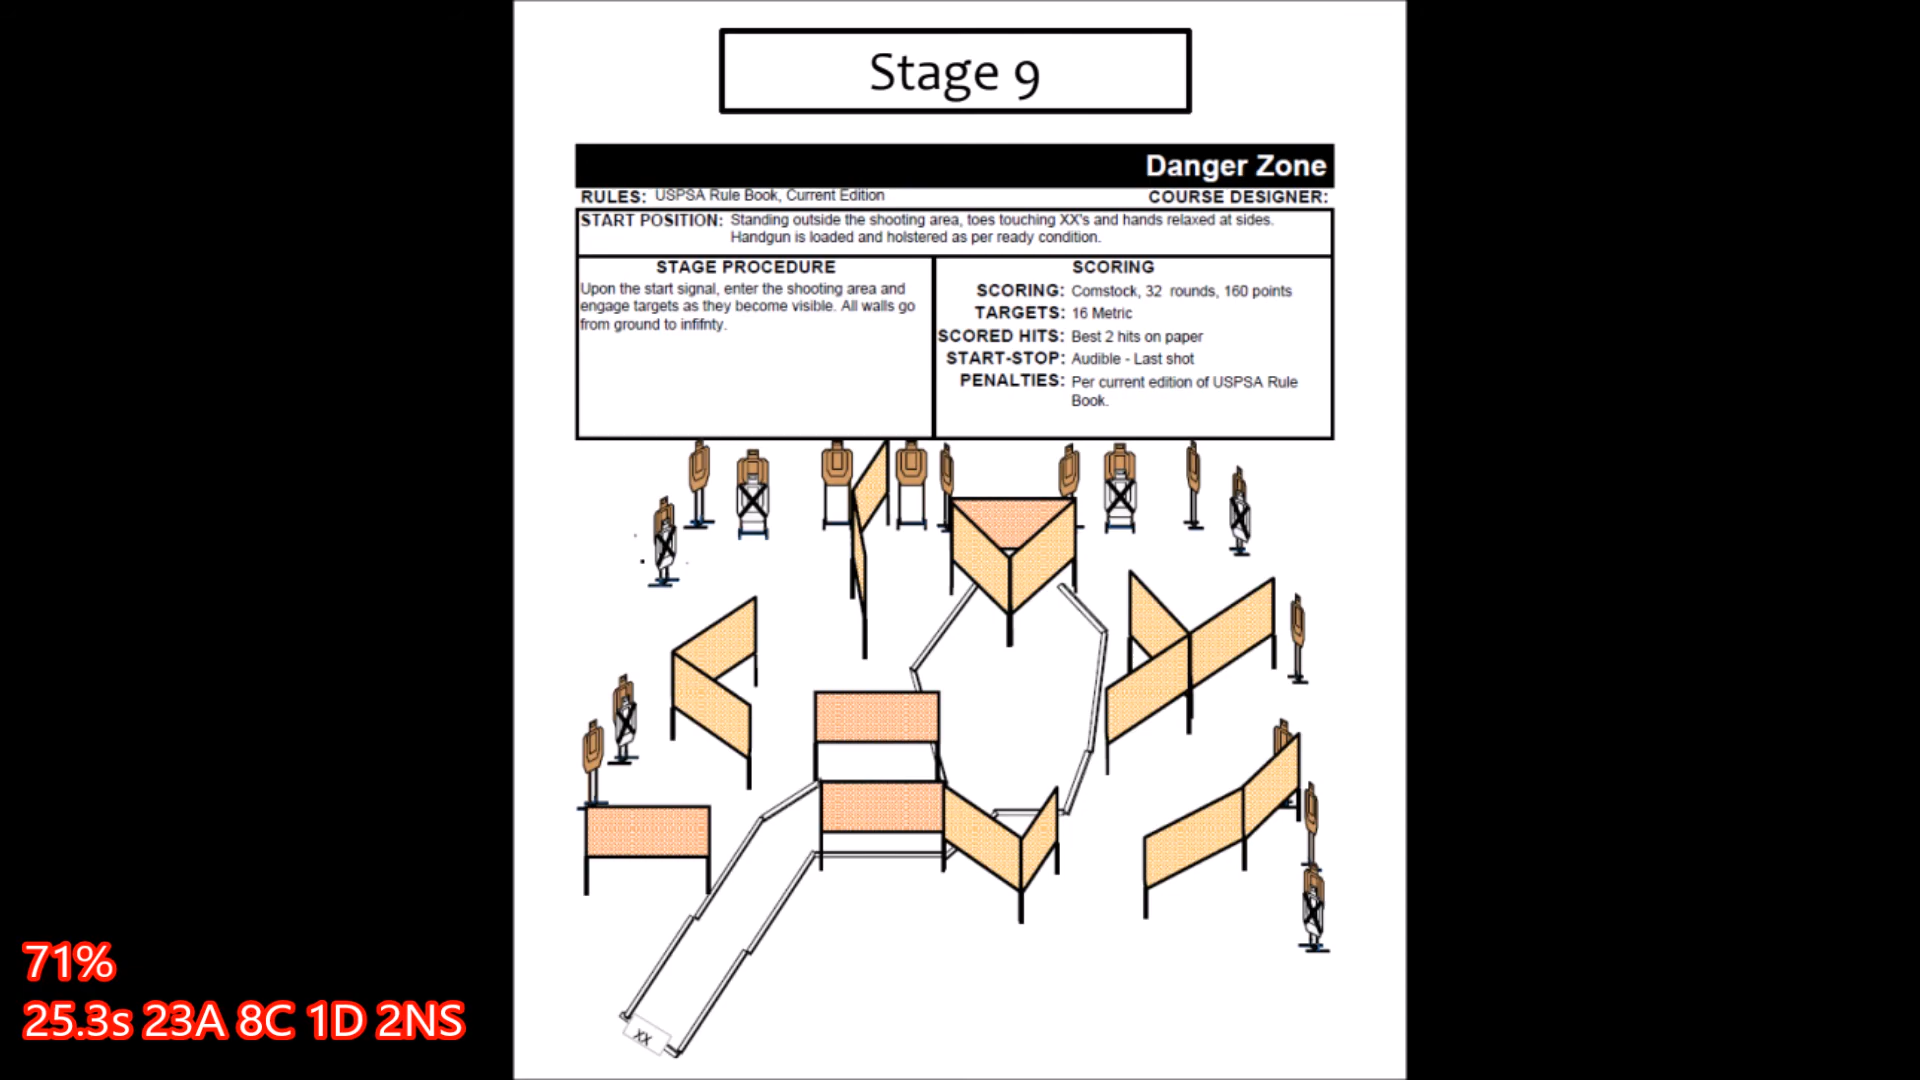 Stage 9
Danger Zone
RULES: USPSA Rule Book, Current Edition COURSE DESIGNER:
START POSITION: Standing outside the shooting area, toes touching XX's and hands relaxed at sides.
Handgun is loaded and holstered as per ready condition.
STAGE PROCEDURE
Upon the start signal, enter the shooting area and
engage targets as they become visible. All walls go
from ground to infifnty.
SCORING
SCORING: Comstock, 32 rounds, 160 points
TARGETS: 16 Metric
SCORED HITS: Best 2 hits on paper
START-STOP: Audible - Last shot
PENALTIES: Per current edition of USPSA Rule
Book.
XX
71%
25.3s 23A 8C 1D 2NS